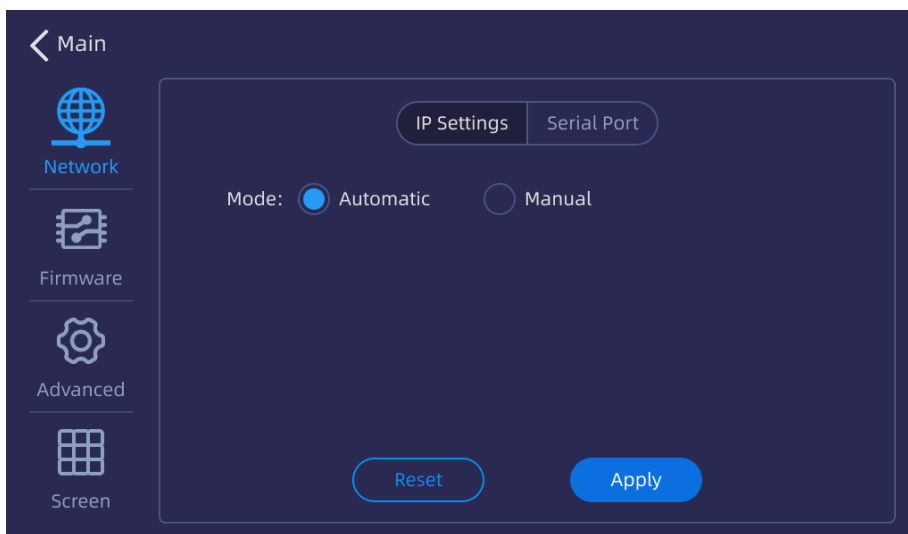 Main
Network
Firmware
Advanced
Screen
IP Settings Serial Port
Mode: Automatic Manual
Reset Apply